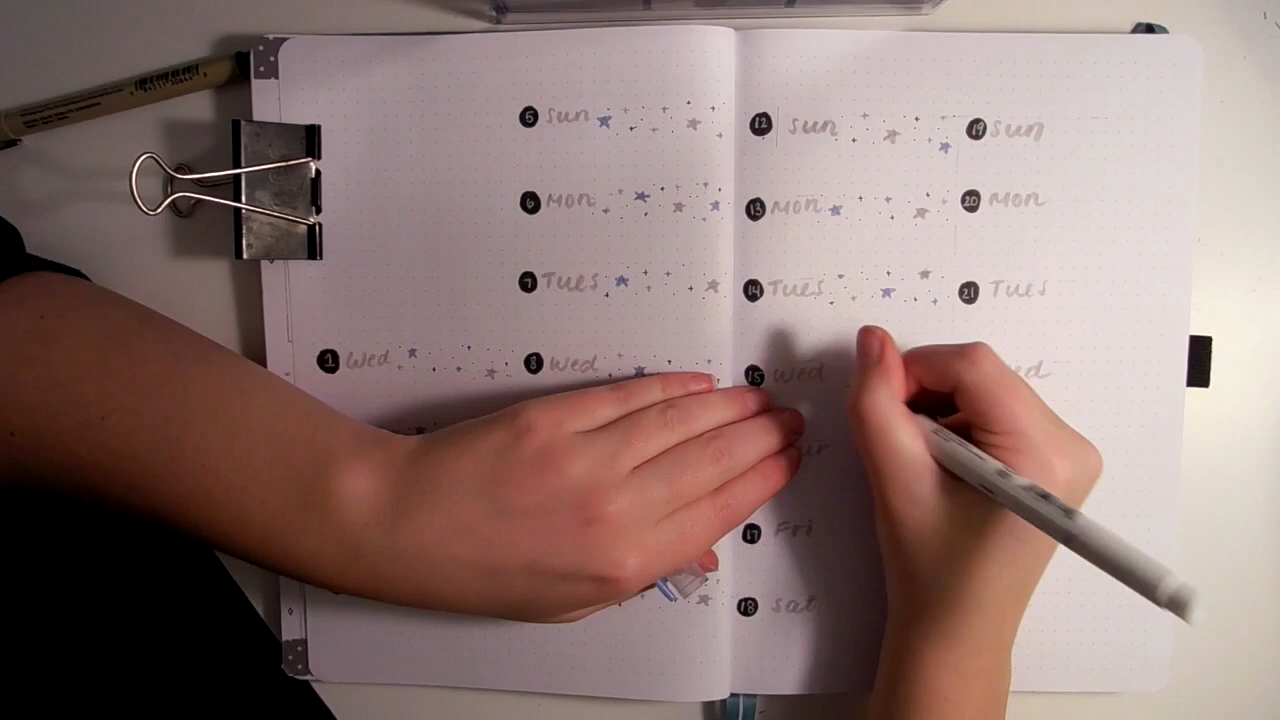 5 Sun
6 Mon
7 Tues
1 Wed
8 Wed
12 Sun
13 Mon
14 Tues
15 Wed
17 Fri
18 Sat
19 Sun
20 Mon
21 Tues